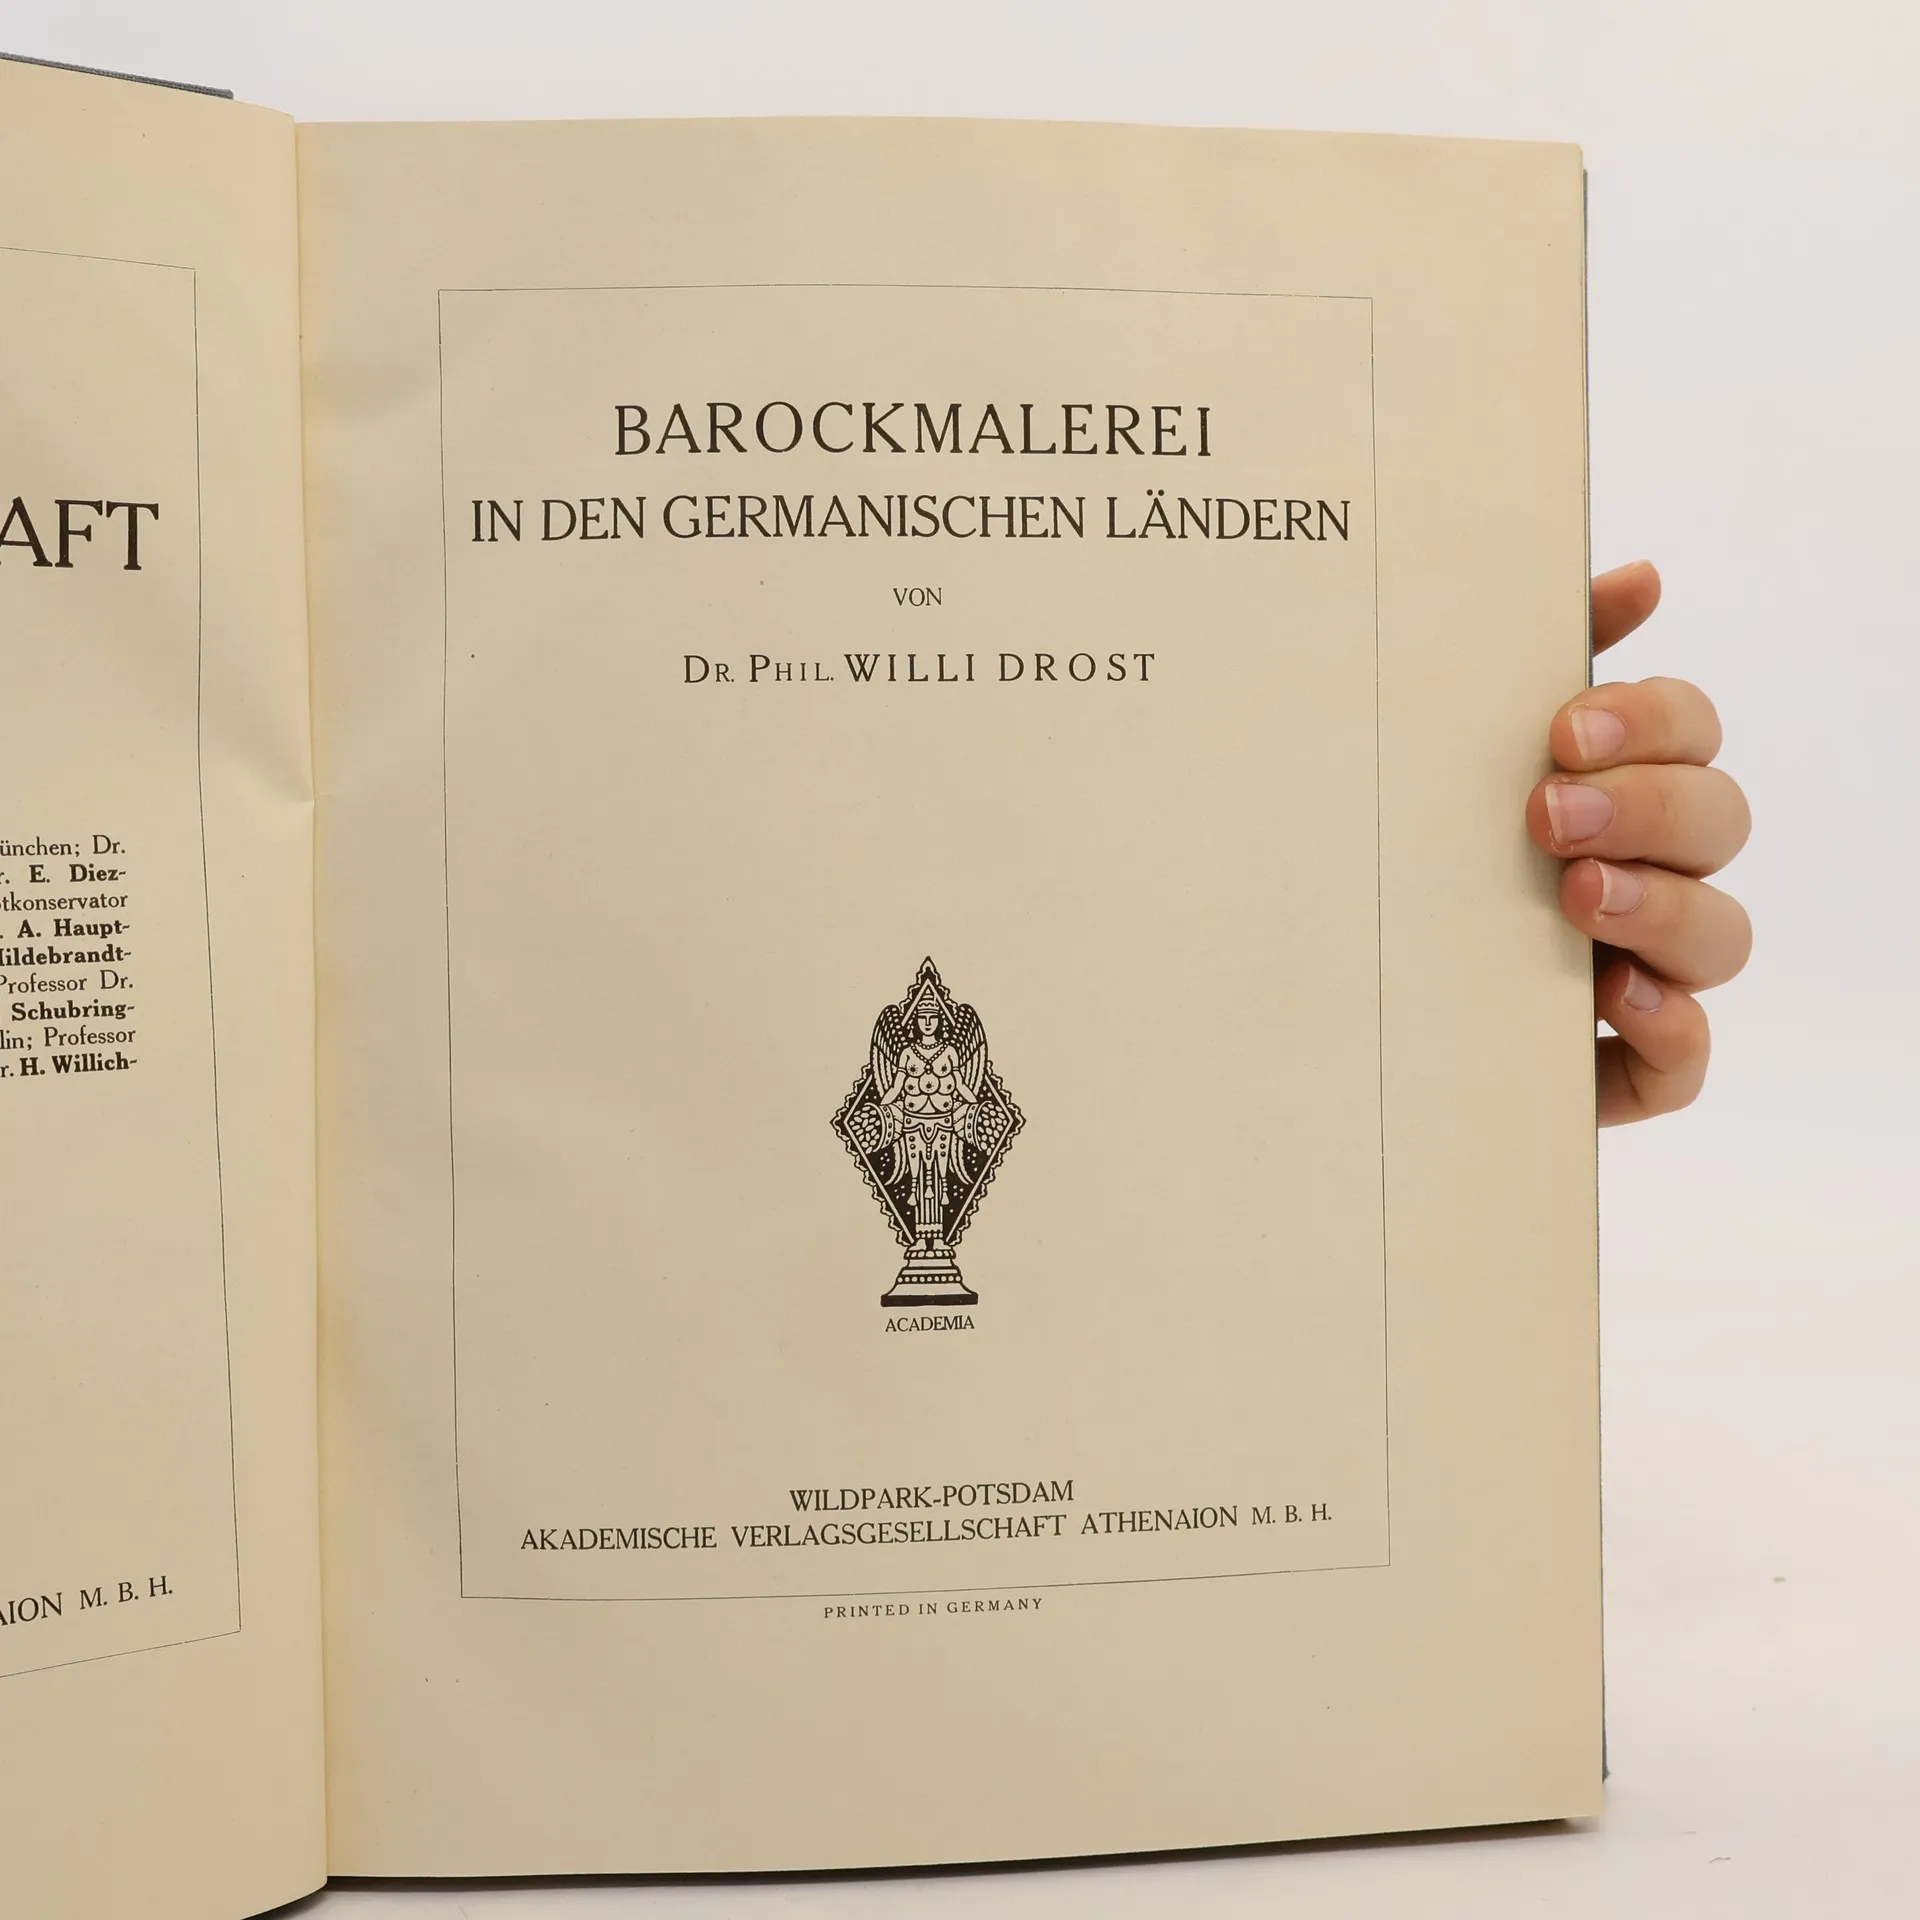 AFT
ünchen; Dr.
r. E. Diez-
tkonservator
. A. Haupt-
ildebrandt-
Professor Dr.
Schubring-
lin; Professor
r. H. Willich-
AION M. B. H.
BAROCKMALEREI
IN DEN GERMANISCHEN LÄNDERN
VON
DR. PHIL. WILLI DROST
ACADEMIA
WILDPARK-POTSDAM
AKADEMISCHE VERLAGSGESELLSCHAFT ATHENAION M. B. H.
PRINTED IN GERMANY